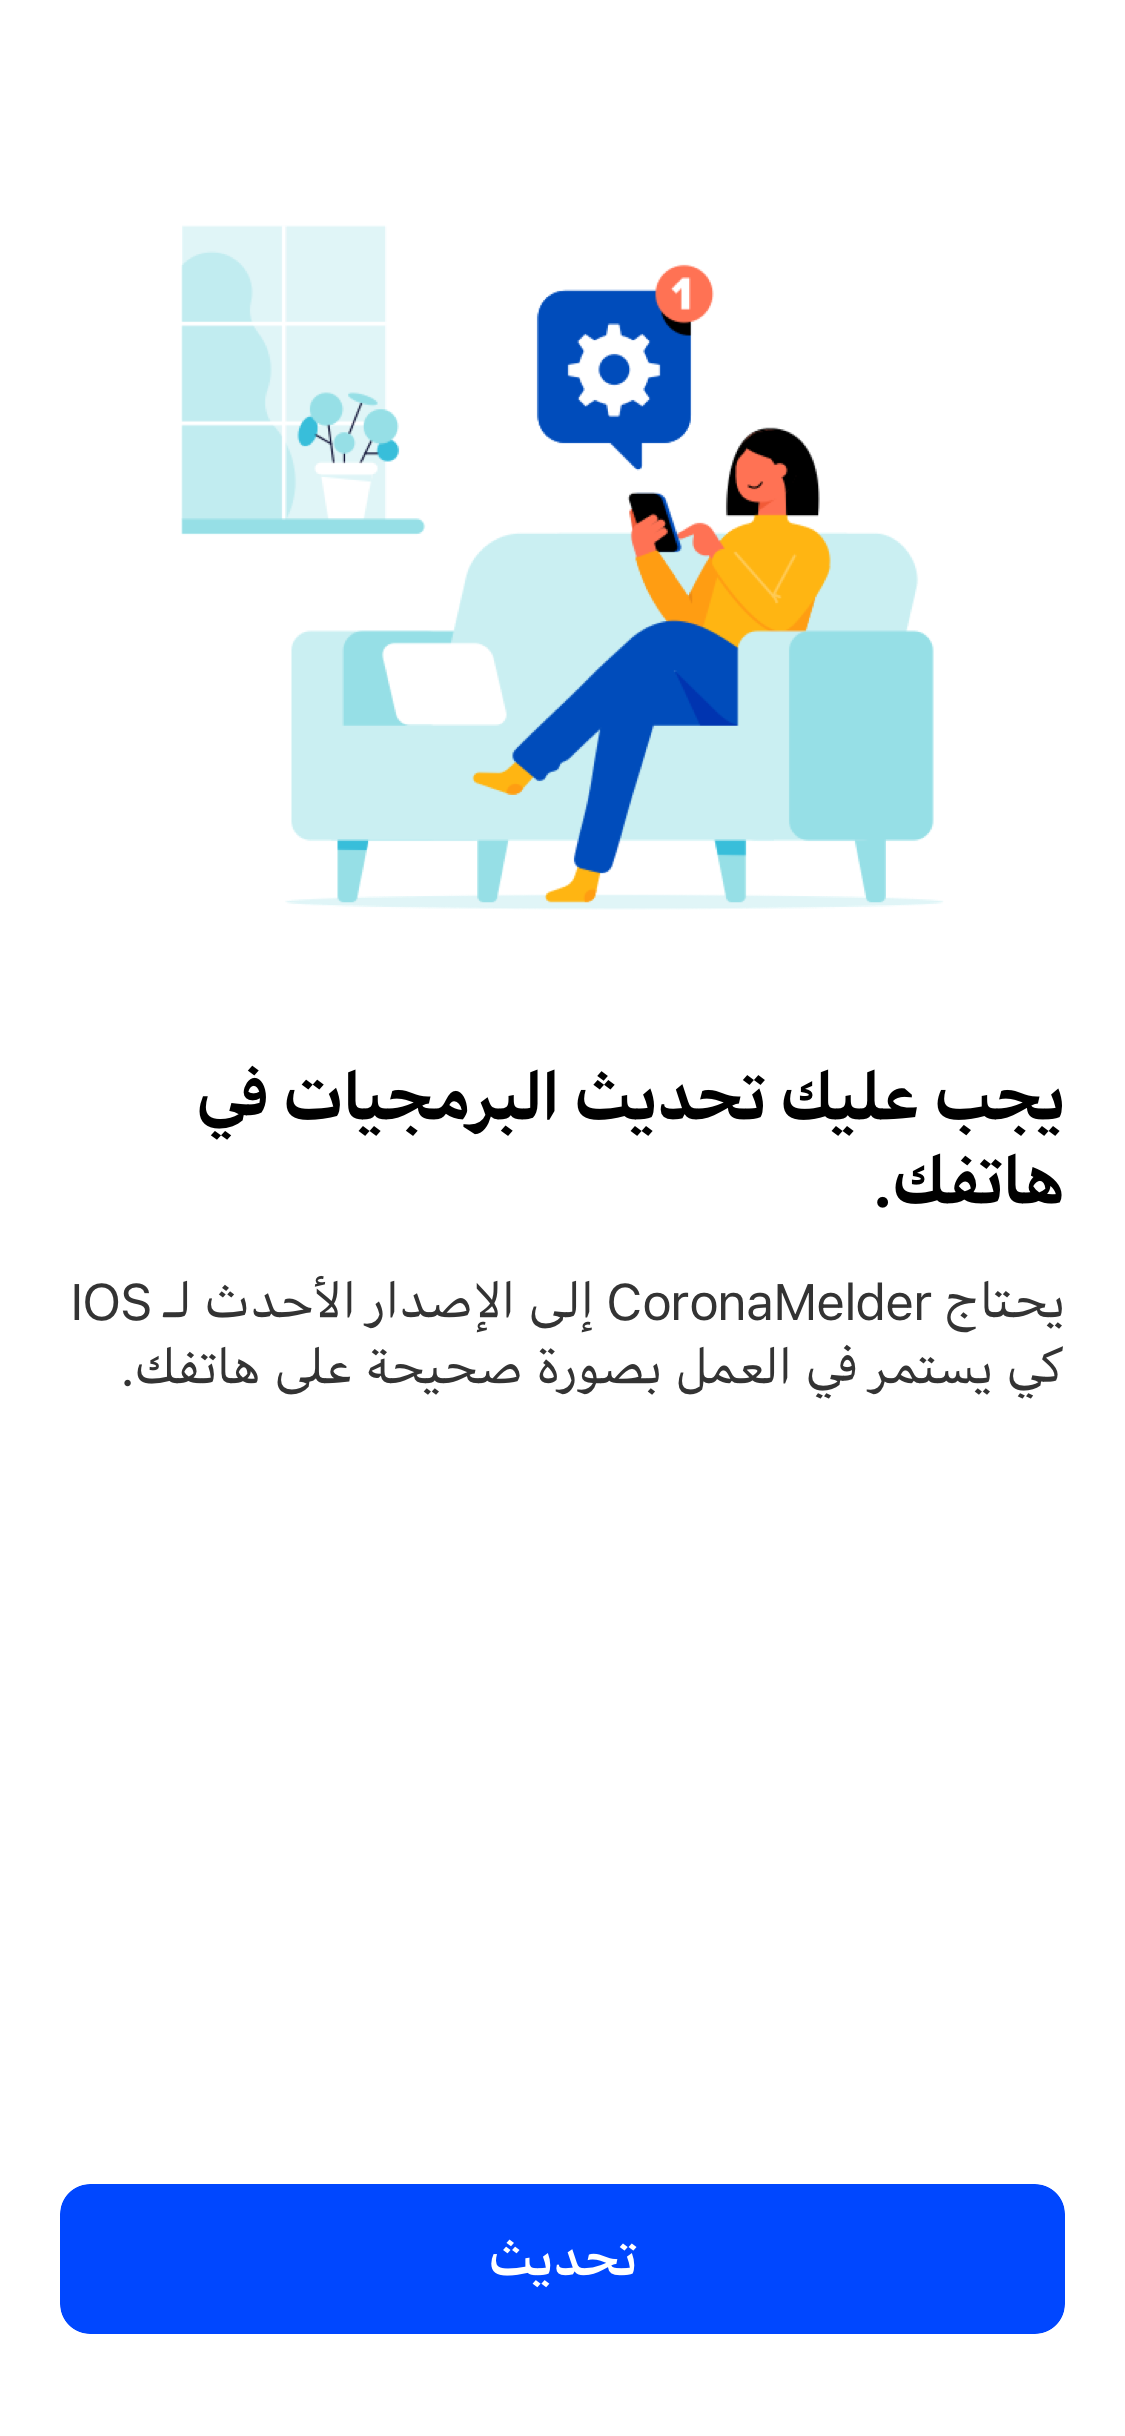 1
يجب عليك تحديث البرمجيات في
هاتفك.
يحتاج CoronaMelder إلى الإصدار الأحدث لـ IOS
كي يستمر في العمل بصورة صحيحة على هاتفك.
تحديث